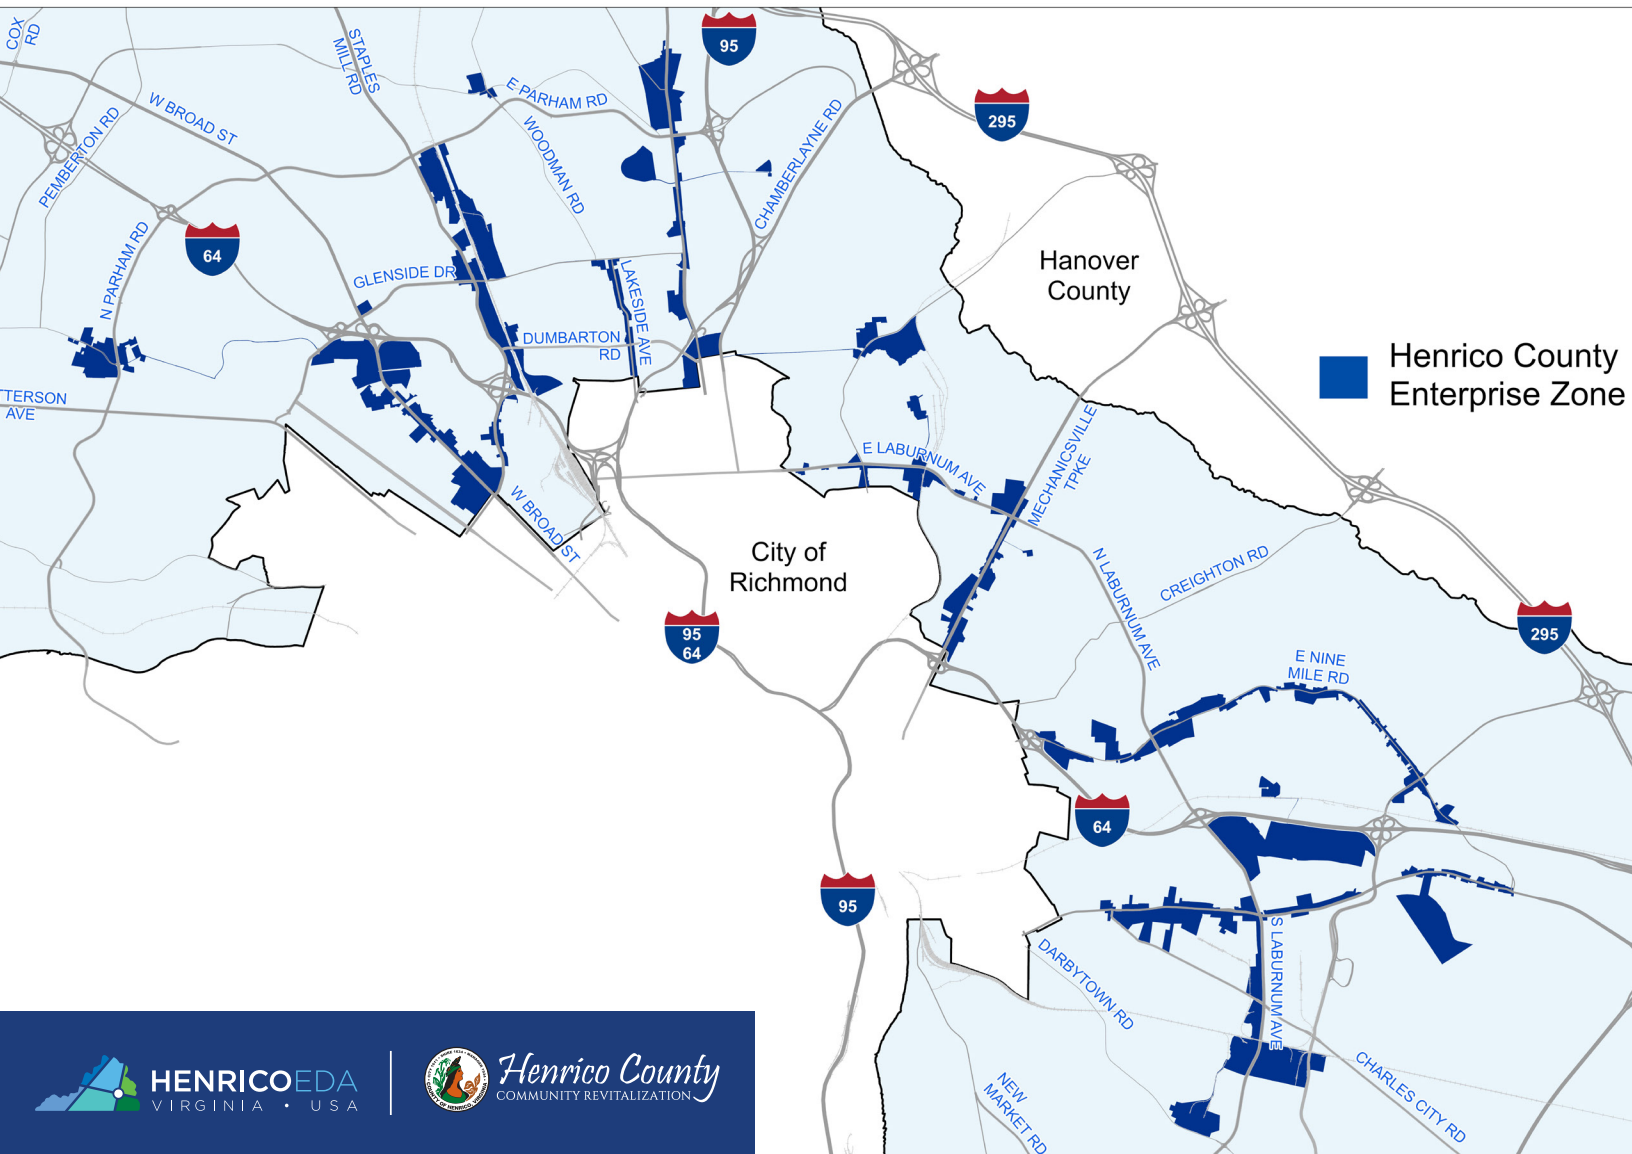 COX
RD
STAPLES
MILL RD
95
W BROAD ST
E PARHAM RD
PEMBERTON RD
WOODMAN RD
CHAMBERLAYNE RD
295
N PARHAM RD
64
GLENSIDE DR
LAKESIDE AVE
Hanover
County
DUMBARTON
RD
Henrico County
Enterprise Zone
TTERSON
AVE
E LABURNUM AVE
MECHANICSVILLE
TPKE
W BROAD ST
City of
Richmond
N LABURNUM AVE
CREIGHTON RD
95
64
295
E NINE
MILE RD
64
95
S LABURNUM AVE
DARBYTOWN RD
NEW
MARKET RD
CHARLES CITY RD
HENRICOEDA
VIRGINIA • USA
Henrico County
COMMUNITY REVITALIZATION